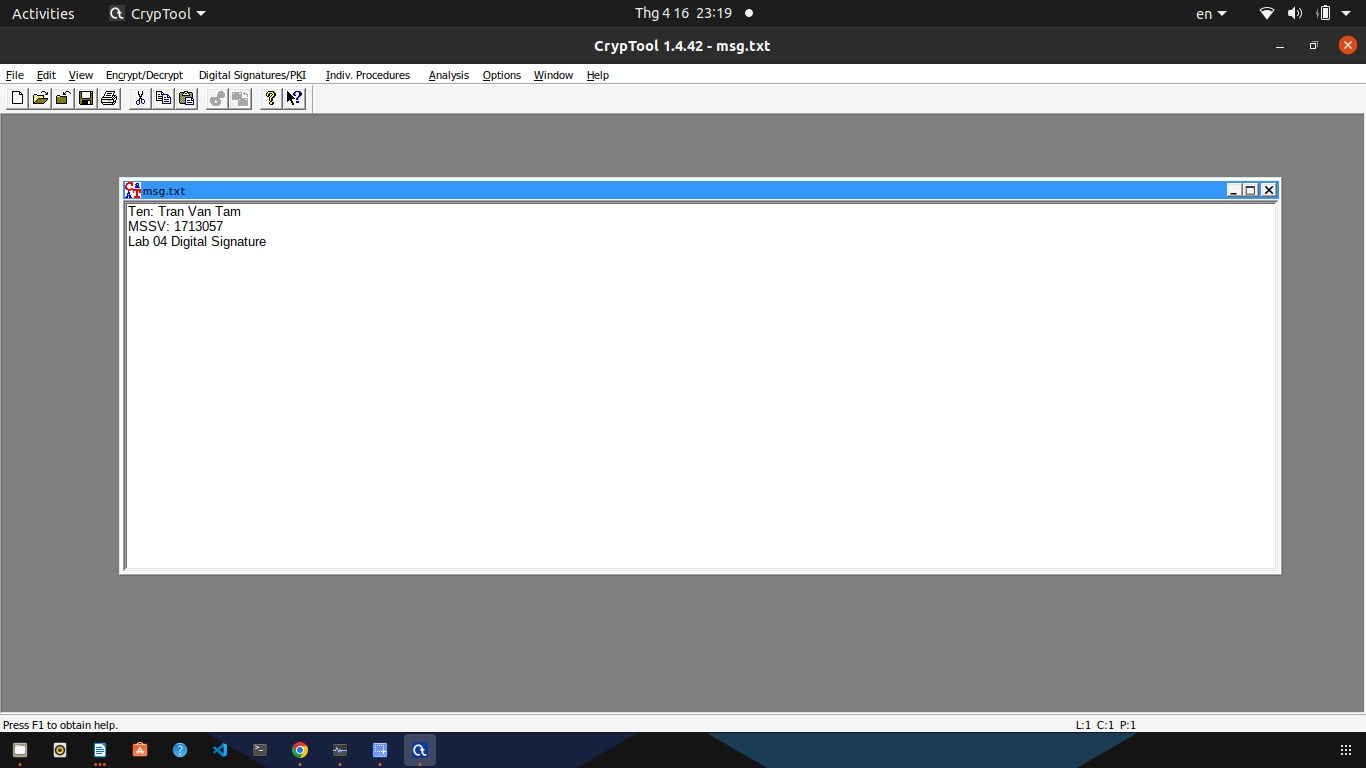 Activities CrypTool Thg 4 16 23:19 en
CrypTool 1.4.42 - msg.txt
File Edit View Encrypt/Decrypt Digital Signatures/PKI Indiv. Procedures Analysis Options Window Help
msg.txt
Ten: Tran Van Tam
MSSV: 1713057
Lab 04 Digital Signature
Press F1 to obtain help. L:1 C:1 P:1